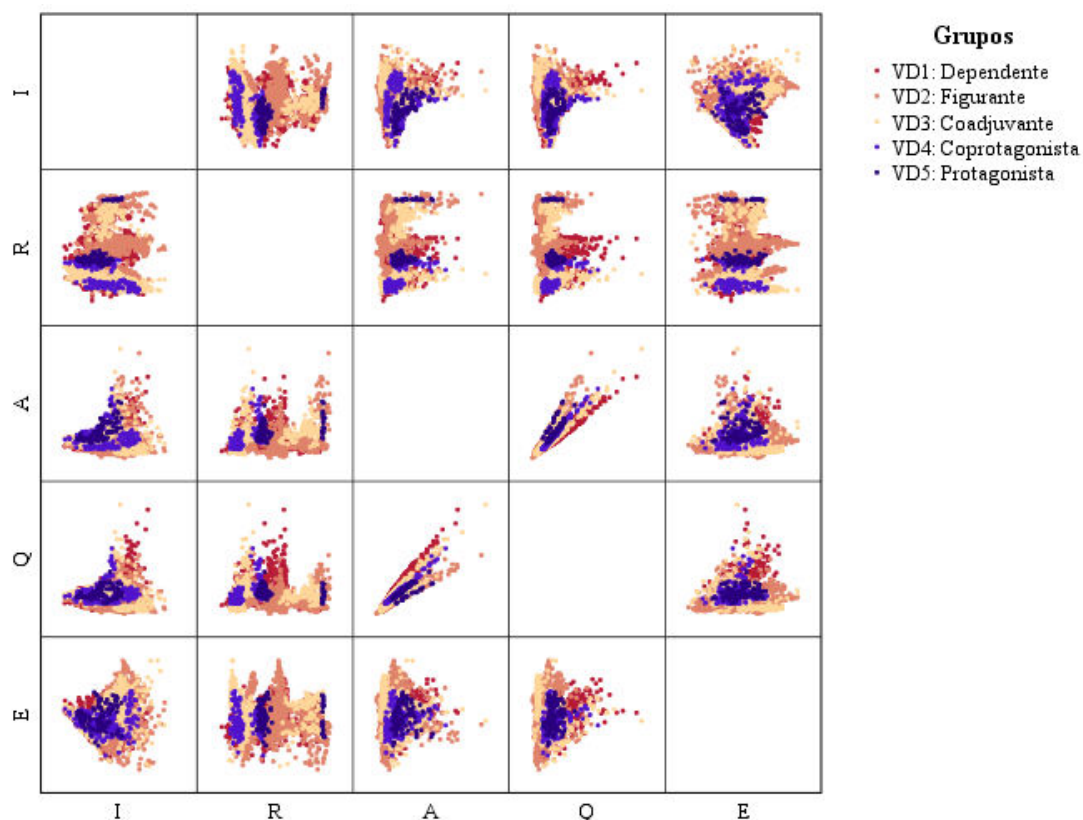 Grupos
VD1: Dependente
VD2: Figurante
VD3: Coadjuvante
VD4: Coprotagonista
VD5: Protagonista
I
R
A
Q
E
I R A Q E